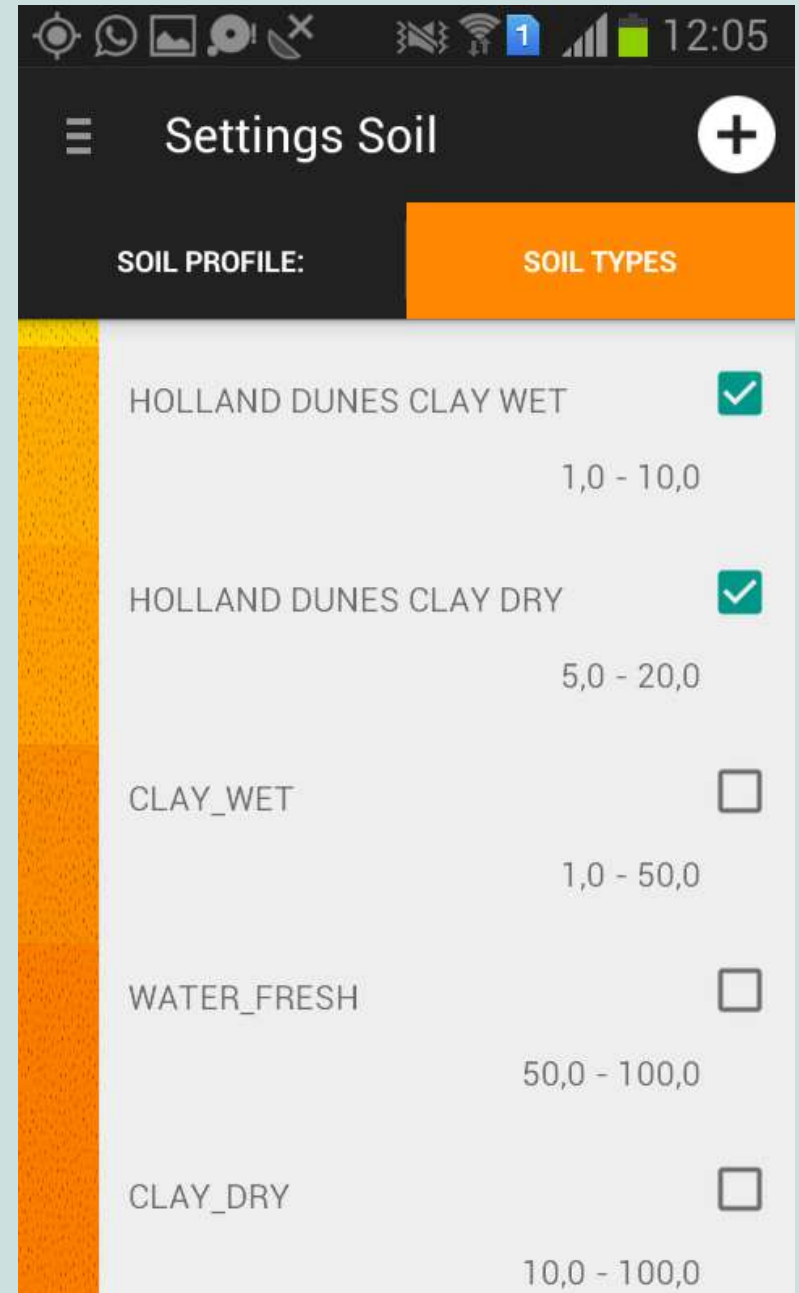 1 12:05
Settings Soil
SOIL PROFILE: SOIL TYPES
HOLLAND DUNES CLAY WET
1,0 - 10,0
HOLLAND DUNES CLAY DRY
5,0 - 20,0
CLAY_WET
1,0 - 50,0
WATER_FRESH
50,0 - 100,0
CLAY_DRY
10,0 - 100,0